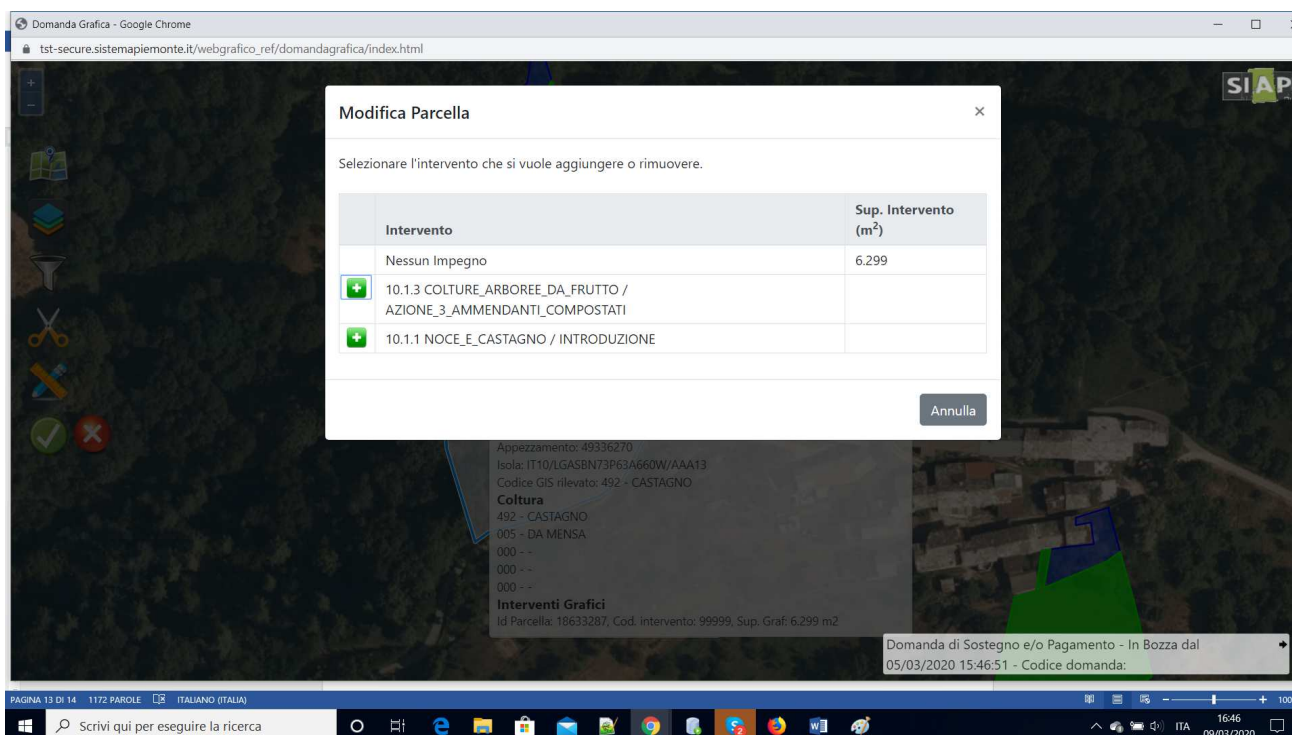 Domanda Grafica - Google Chrome
tst-secure.sistemapiemonte.it/webgrafico_ref/domandagrafica/index.html
SIAP
Modifica Parcella
×
Selezionare l'intervento che si vuole aggiungere o rimuovere.
Intervento
Sup. Intervento
(m²)
Nessun Impegno
6.299
10.1.3 COLTURE_ARBOREE_DA_FRUTTO /
AZIONE_3_AMMENDANTI_COMPOSTATI
10.1.1 NOCE_E_CASTAGNO / INTRODUZIONE
Annulla
Appezzamento: 49336270
Isola: IT10/LGASBN73P63A660W/AAA13
Codice GIS rilevato: 492 - CASTAGNO
Coltura
492 - CASTAGNO
005 - DA MENSA
000 - -
000 - -
000 - -
Interventi Grafici
Id Parcella: 18633287, Cod. intervento: 99999, Sup. Graf: 6.299 m2
Domanda di Sostegno e/o Pagamento - In Bozza dal
05/03/2020 15:46:51 - Codice domanda:
PAGINA 13 DI 14 1172 PAROLE ITALIANO (ITALIA)
100
Scrivi qui per eseguire la ricerca
ITA
16:46
09/03/2020